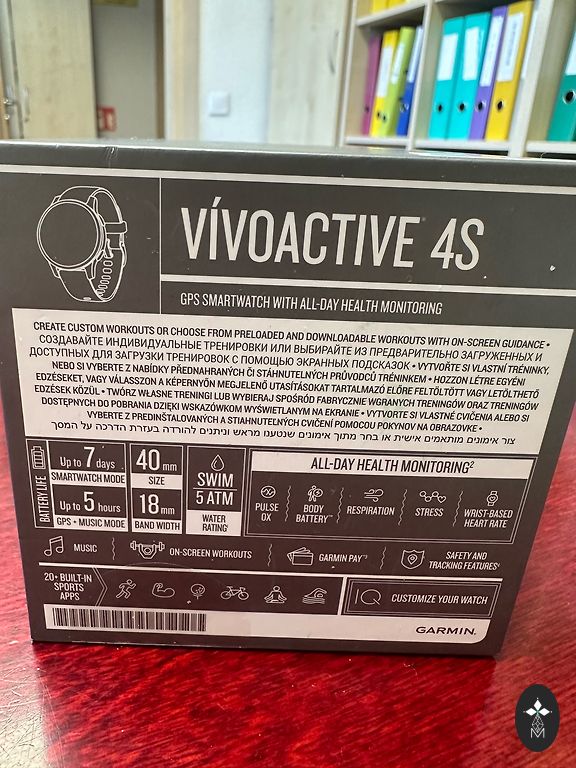 VÍVOACTIVE 4S
GPS SMARTWATCH WITH ALL-DAY HEALTH MONITORING
CREATE CUSTOM WORKOUTS OR CHOOSE FROM PRELOADED AND DOWNLOADABLE WORKOUTS WITH ON-SCREEN GUIDANCE •
СОЗДАВАЙТЕ ИНДИВИДУАЛЬНЫЕ ТРЕНИРОВКИ ИЛИ ВЫБИРАЙТЕ ИЗ ПРЕДВАРИТЕЛЬНО ЗАГРУЖЕННЫХ И
ДОСТУПНЫХ ДЛЯ ЗАГРУЗКИ ТРЕНИРОВОК С ПОМОЩЬЮ ЭКРАННЫХ ПОДСКАЗОК • VYTVOŘTE SI VLASTNÍ TRÉNINKY,
NEBO SI VYBERTE Z NABÍDKY PŘEDNAHRANÝCH ČI STÁHNUTELNÝCH PRŮVODCŮ TRÉNINKEM • HOZZON LÉTRE EGYÉNI
EDZÉSEKET, VAGY VÁLASSZON A KÉPERNYŐN MEGJELENŐ UTASÍTÁSOKAT TARTALMAZÓ ELŐRE FELTÖLTÖTT VAGY LETÖLTHETŐ
EDZÉSEK KÖZÜL • TWÓRZ WŁASNE TRENINGI LUB WYBIERAJ SPOŚRÓD FABRYCZNIE WGRANYCH TRENINGÓW ORAZ TRENINGÓW
DOSTĘPNYCH DO POBRANIA DZIĘKI WSKAZÓWKOM WYŚWIETLANYM NA EKRANIE • VYTVORTE SI VLASTNÉ CVIČENIA ALEBO SI
VYBERTE Z PREDINŠTALOVANÝCH A STIAHNUTEĽNÝCH CVIČENÍ POMOCOU POKYNOV NA OBRAZOVKE •
צור אימונים מותאמים אישית או בחר מתוך אימונים שנטענו מראש וניתנים להורדה בעזרת הדרכה על המסך
BATTERY LIFE
Up to 7 days
SMARTWATCH MODE
Up to 5 hours
GPS + MUSIC MODE
40 mm
SIZE
18 mm
BAND WIDTH
SWIM
5 ATM
WATER
RATING¹
ALL-DAY HEALTH MONITORING²
PULSE
OX
BODY
BATTERY™
RESPIRATION
STRESS
WRIST-BASED
HEART RATE
MUSIC
ON-SCREEN WORKOUTS
GARMIN PAY™³
SAFETY AND
TRACKING FEATURES⁴
20+ BUILT-IN
SPORTS
APPS
IQ
CUSTOMIZE YOUR WATCH
GARMIN.
M